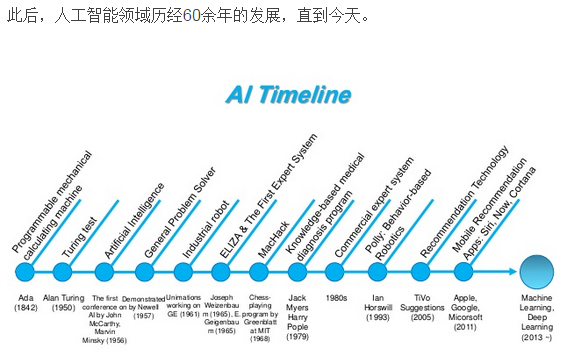 此后，人工智能领域历经60余年的发展，直到今天。
AI Timeline
Programmable mechanical
calculating machine
Turing test
Artificial Intelligence
General Problem Solver
Industrial robot
ELIZA & The First Expert System
MacHack
Knowledge-based medical
diagnosis program
Commercial expert system
Polly: Behavior-based
Robotics
Recommendation Technology
Mobile Recommendation
Apps: Siri, Now, Cortana
Ada
(1842)
Alan Turing
(1950)
The first
conference on
AI by John
McCarthy,
Marvin
Minsky (1956)
Demonstrated
by Newell
(1957)
Unimations
working on
GE (1961)
Joseph
Weizenbau
m (1965), E.
Geigenbau
m (1965)
Chess-
playing
program by
Greenblatt
at MIT
(1968)
Jack
Myers
Harry
Pople
(1979)
1980s
Ian
Horswill
(1993)
TiVo
Suggestions
(2005)
Apple,
Google,
Micorsoft
(2011)
Machine
Learning,
Deep
Learning
(2013 ~)